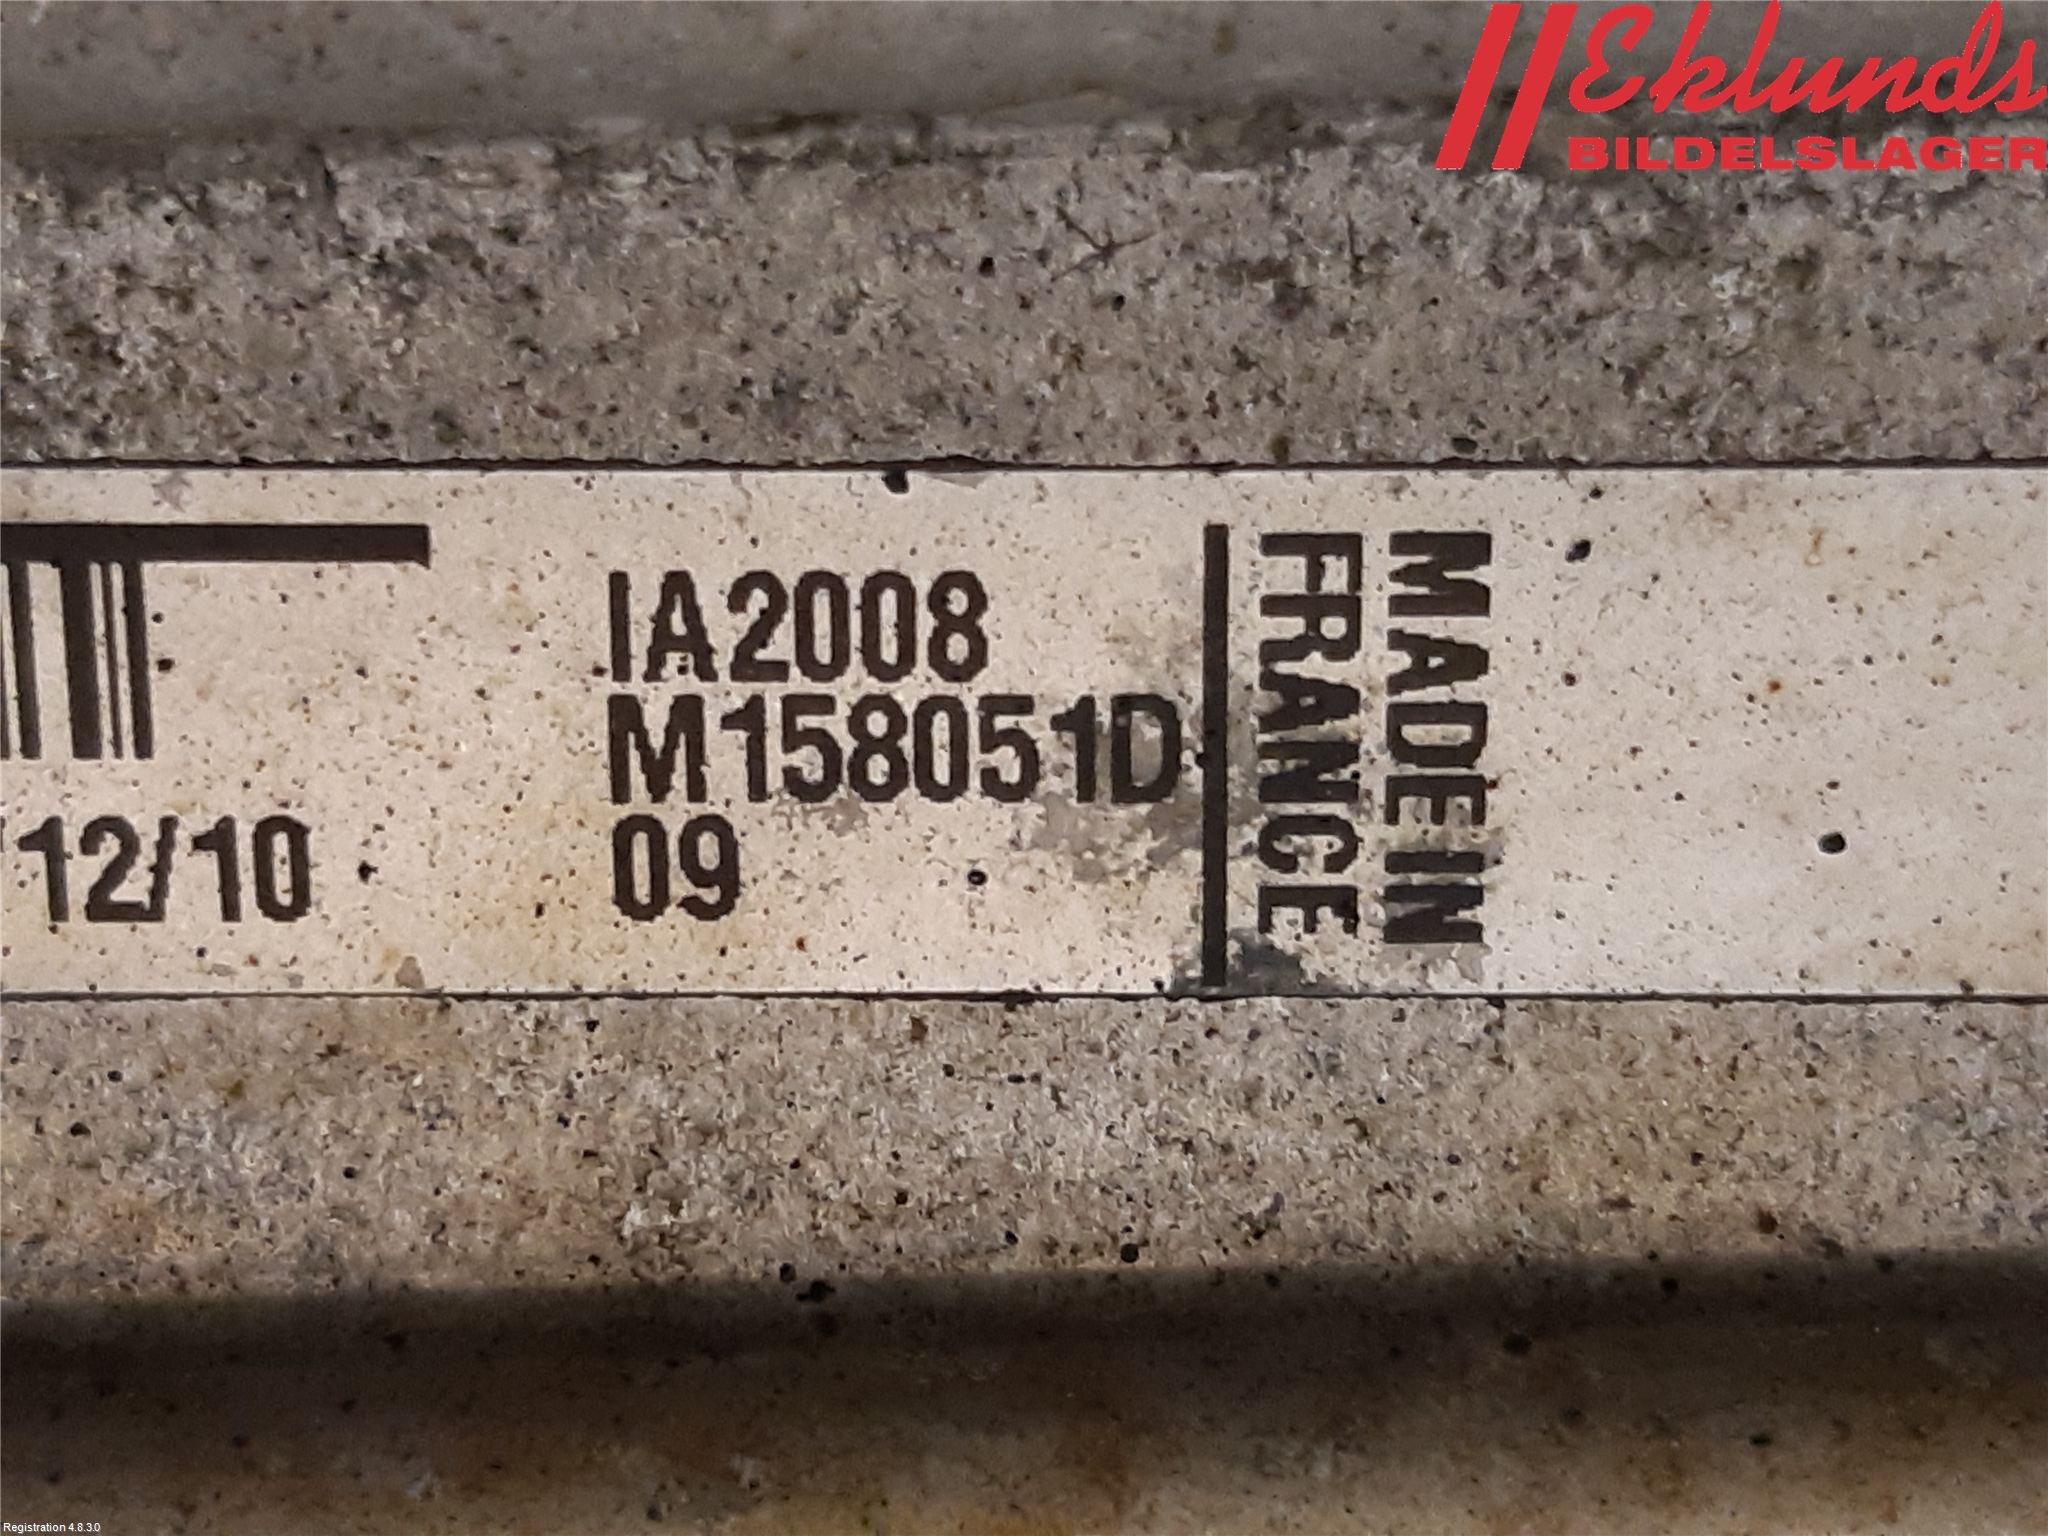 Eklunds
BILDELSLAGER
IA2008
M158051D
09
12/10
MADE IN
FRANCE
Registration 4.8.3.0